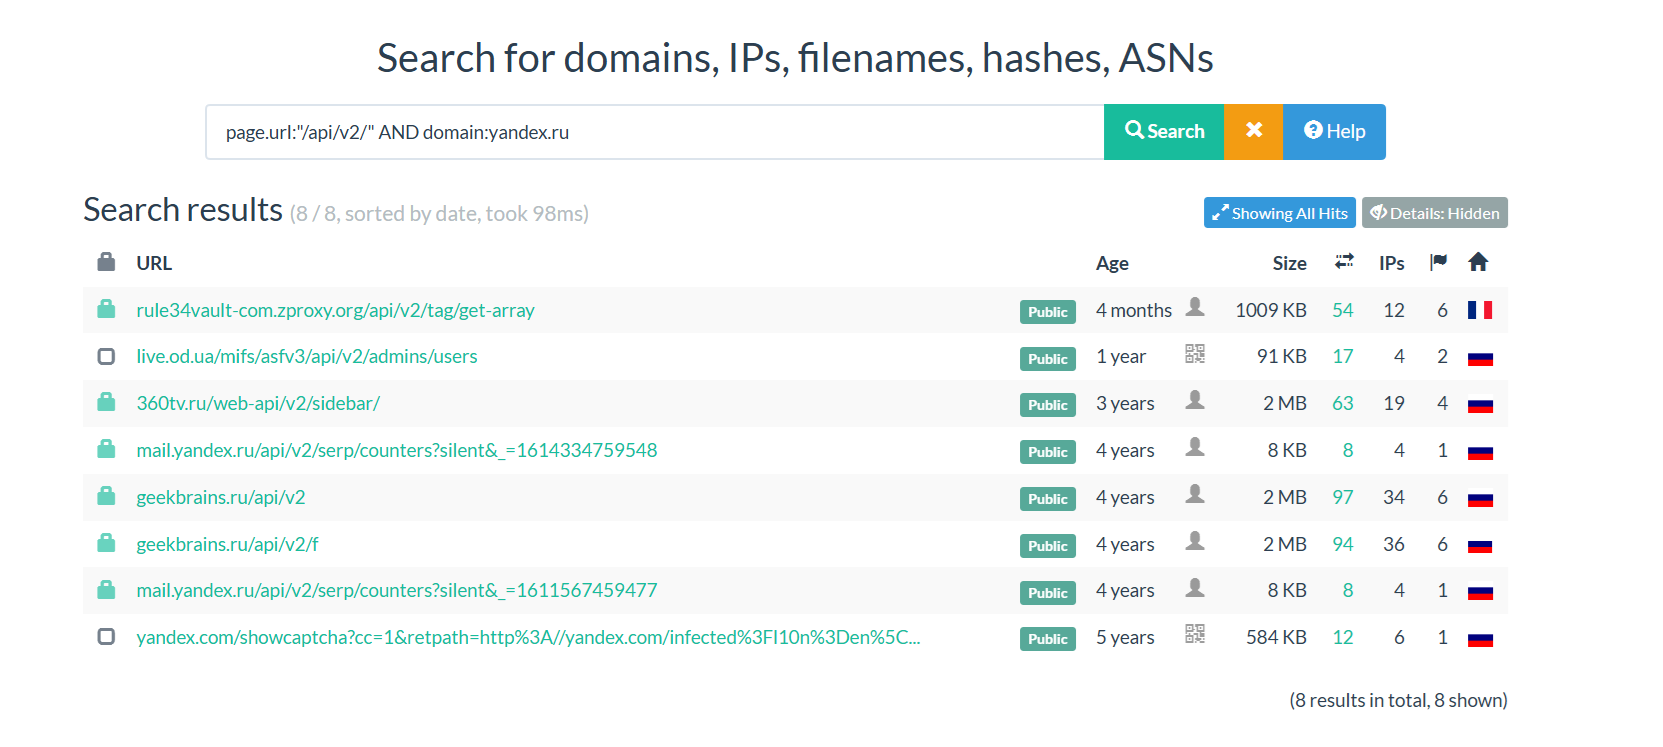 Search for domains, IPs, filenames, hashes, ASNs
page.url:"/api/v2/" AND domain:yandex.ru Search Help
Search results (8 / 8, sorted by date, took 98ms) Showing All Hits Details: Hidden
URL Age Size IPs
rule34vault-com.zproxy.org/api/v2/tag/get-array Public 4 months 1009 KB 54 12 6
live.od.ua/mifs/asfv3/api/v2/admins/users Public 1 year 91 KB 17 4 2
360tv.ru/web-api/v2/sidebar/ Public 3 years 2 MB 63 19 4
mail.yandex.ru/api/v2/serp/counters?silent&_=1614334759548 Public 4 years 8 KB 8 4 1
geekbrains.ru/api/v2 Public 4 years 2 MB 97 34 6
geekbrains.ru/api/v2/f Public 4 years 2 MB 94 36 6
mail.yandex.ru/api/v2/serp/counters?silent&_=1611567459477 Public 4 years 8 KB 8 4 1
yandex.com/showcaptcha?cc=1&retpath=http%3A//yandex.com/infected%3Fl10n%3Den%5C... Public 5 years 584 KB 12 6 1
(8 results in total, 8 shown)